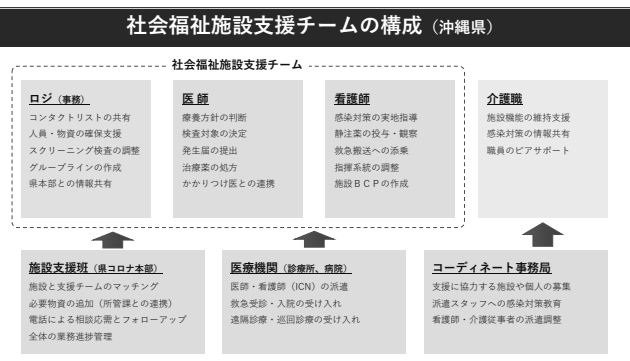 社会福祉施設支援チームの構成（沖縄県）
社会福祉施設支援チーム
ロジ（事務）
コンタクトリストの共有
人員・物資の確保支援
スクリーニング検査の調整
グループラインの作成
県本部との情報共有
医師
療養方針の判断
検査対象の決定
発生届の提出
治療薬の処方
かかりつけ医との連携
看護師
感染対策の実地指導
静注薬の投与・観察
救急搬送への添乗
指揮系統の調整
施設ＢＣＰの作成
介護職
施設機能の維持支援
感染対策の情報共有
職員のピアサポート
施設支援班（県コロナ本部）
施設と支援チームのマッチング
必要物資の追加（所管課との連携）
電話による相談応需とフォローアップ
全体の業務進捗管理
医療機関（診療所、病院）
医師・看護師（ICN）の派遣
救急受診・入院の受け入れ
遠隔診療・巡回診療の受け入れ
コーディネート事務局
支援に協力する施設や個人の募集
派遣スタッフへの感染対策教育
看護師・介護従事者の派遣調整